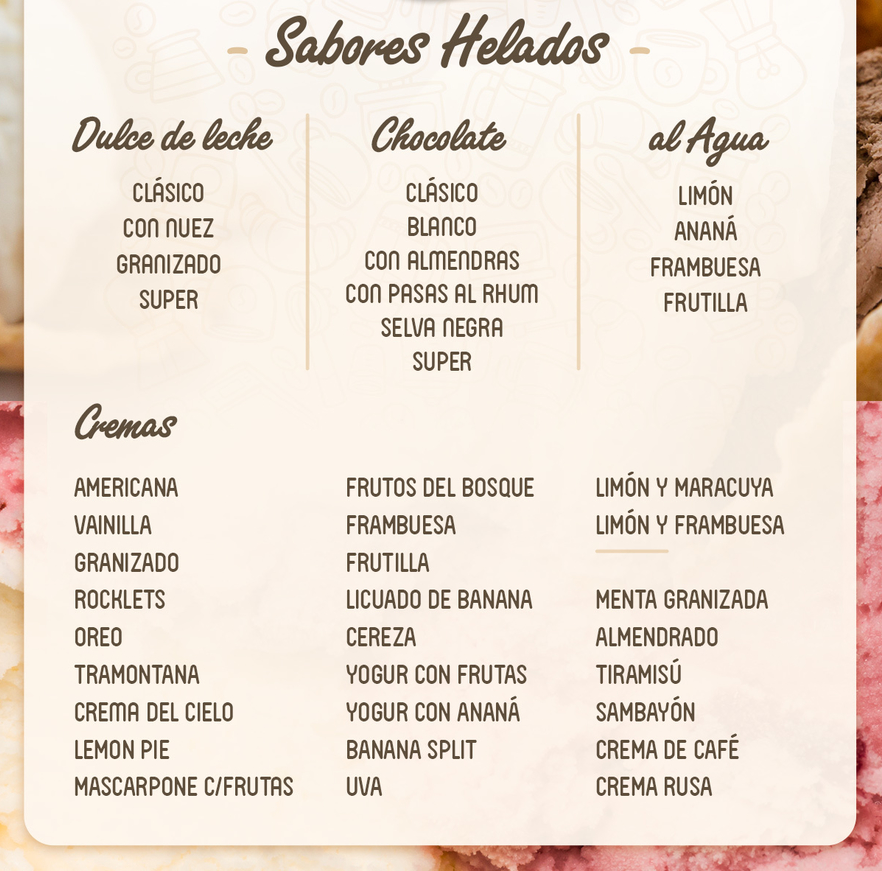 Sabores Helados
Dulce de leche
CLÁSICO
CON NUEZ
GRANIZADO
SUPER
Chocolate
CLÁSICO
BLANCO
CON ALMENDRAS
CON PASAS AL RHUM
SELVA NEGRA
SUPER
al Agua
LIMÓN
ANANÁ
FRAMBUESA
FRUTILLA
Cremas
AMERICANA
VAINILLA
GRANIZADO
ROCKLETS
OREO
TRAMONTANA
CREMA DEL CIELO
LEMON PIE
MASCARPONE C/FRUTAS
FRUTOS DEL BOSQUE
FRAMBUESA
FRUTILLA
LICUADO DE BANANA
CEREZA
YOGUR CON FRUTAS
YOGUR CON ANANÁ
BANANA SPLIT
UVA
LIMÓN Y MARACUYA
LIMÓN Y FRAMBUESA
MENTA GRANIZADA
ALMENDRADO
TIRAMISÚ
SAMBAYÓN
CREMA DE CAFÉ
CREMA RUSA